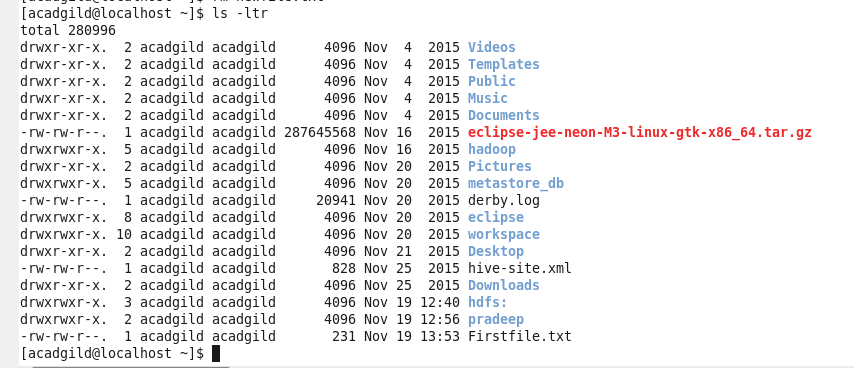 [acadgild@localhost ~]$ ls -ltr
total 280996
drwxr-xr-x.  2 acadgild acadgild      4096 Nov  4  2015 Videos
drwxr-xr-x.  2 acadgild acadgild      4096 Nov  4  2015 Templates
drwxr-xr-x.  2 acadgild acadgild      4096 Nov  4  2015 Public
drwxr-xr-x.  2 acadgild acadgild      4096 Nov  4  2015 Music
drwxr-xr-x.  2 acadgild acadgild      4096 Nov  4  2015 Documents
-rw-rw-r--.  1 acadgild acadgild 287645568 Nov 16  2015 eclipse-jee-neon-M3-linux-gtk-x86_64.tar.gz
drwxrwxr-x.  5 acadgild acadgild      4096 Nov 16  2015 hadoop
drwxr-xr-x.  2 acadgild acadgild      4096 Nov 20  2015 Pictures
drwxrwxr-x.  5 acadgild acadgild      4096 Nov 20  2015 metastore_db
-rw-rw-r--.  1 acadgild acadgild     20941 Nov 20  2015 derby.log
drwxrwxr-x.  8 acadgild acadgild      4096 Nov 20  2015 eclipse
drwxrwxr-x. 10 acadgild acadgild      4096 Nov 20  2015 workspace
drwxr-xr-x.  2 acadgild acadgild      4096 Nov 21  2015 Desktop
-rw-rw-r--.  1 acadgild acadgild       828 Nov 25  2015 hive-site.xml
drwxr-xr-x.  2 acadgild acadgild      4096 Nov 25  2015 Downloads
drwxrwxr-x.  3 acadgild acadgild      4096 Nov 19 12:40 hdfs:
drwxrwxr-x.  2 acadgild acadgild      4096 Nov 19 12:56 pradeep
-rw-rw-r--.  1 acadgild acadgild       231 Nov 19 13:53 Firstfile.txt
[acadgild@localhost ~]$